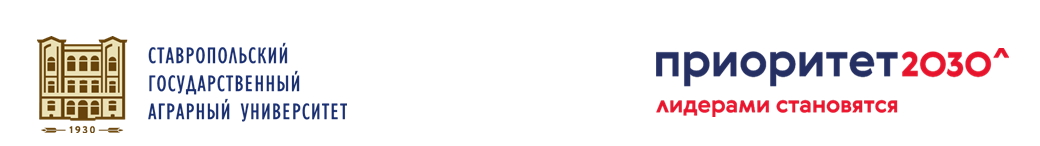 СТАВРОПОЛЬСКИЙ
ГОСУДАРСТВЕННЫЙ
АГРАРНЫЙ УНИВЕРСИТЕТ
1930
приоритет2030^
лидерами становятся